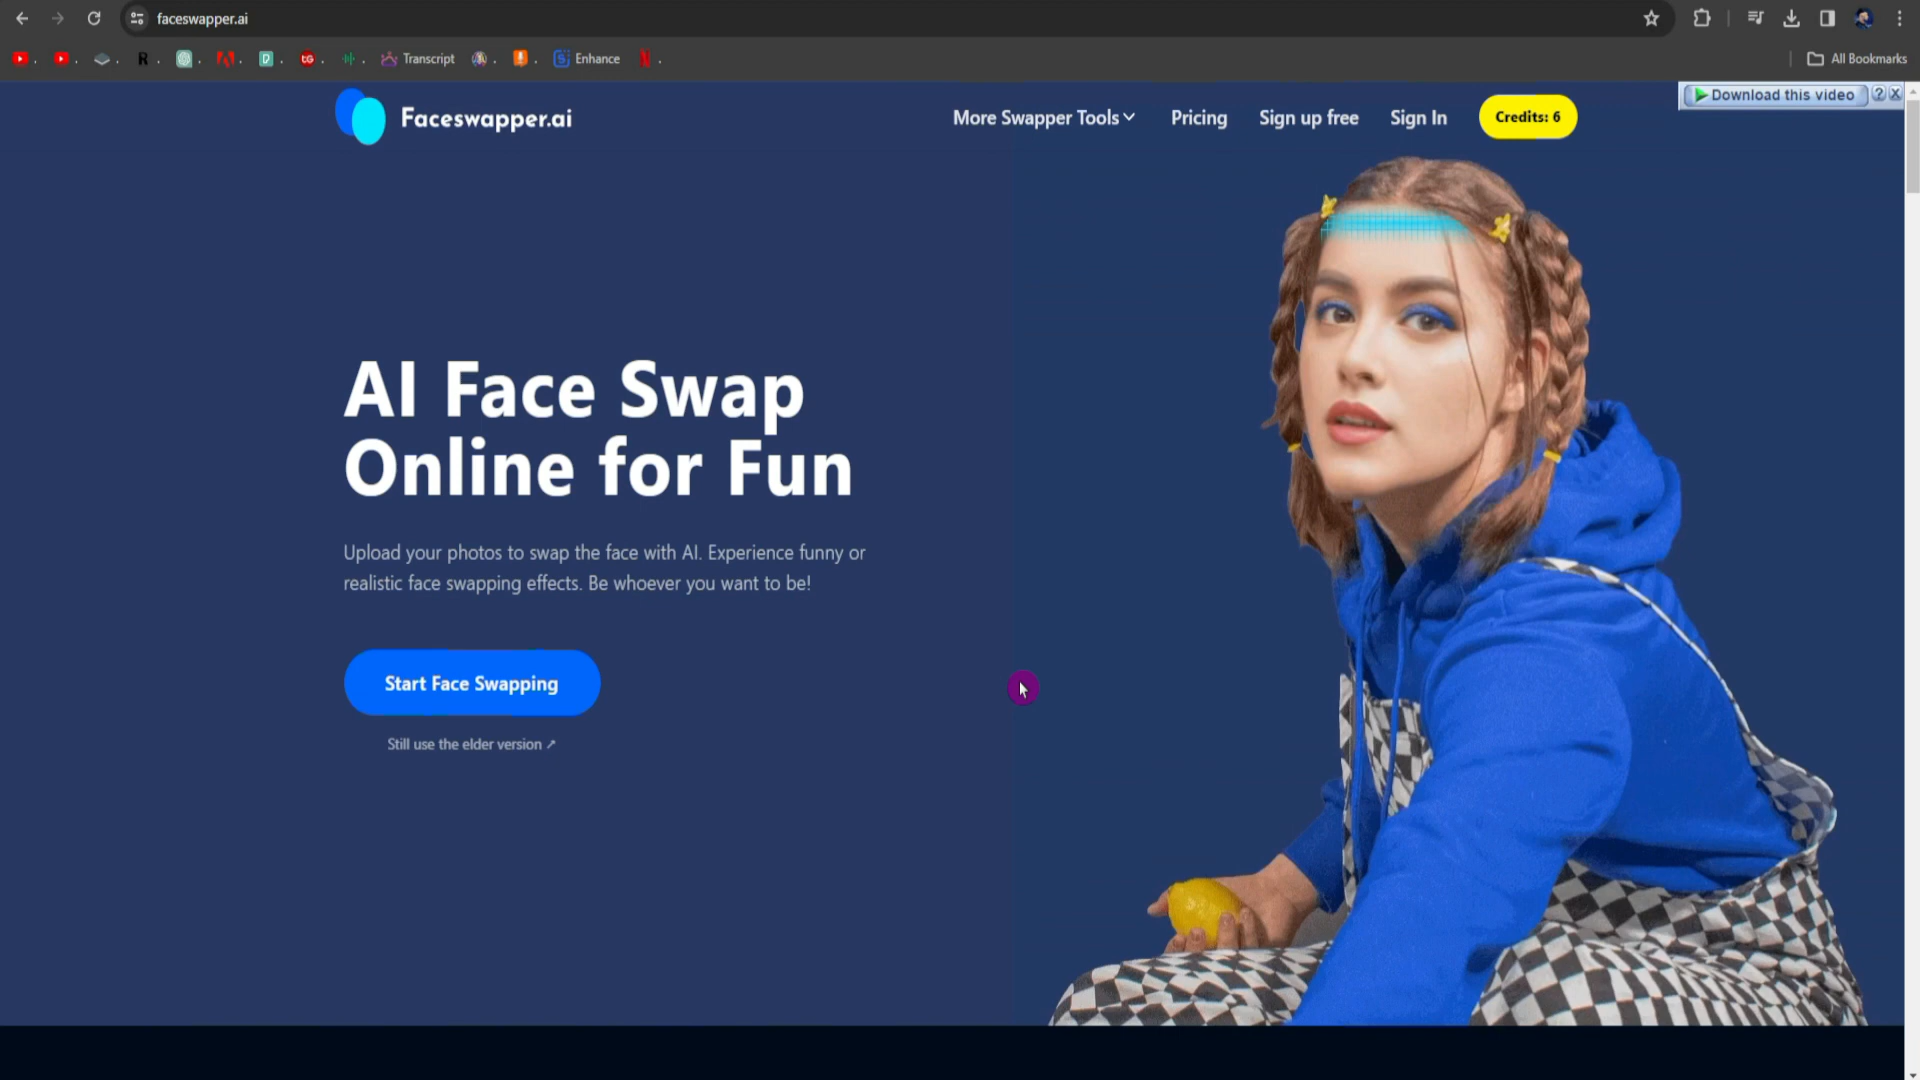 faceswapper.ai
Transcript
Enhance
All Bookmarks
Faceswapper.ai
More Swapper Tools
Pricing
Sign up free
Sign In
Credits: 6
Download this video
?
X
AI Face Swap
Online for Fun
Upload your photos to swap the face with AI. Experience funny or
realistic face swapping effects. Be whoever you want to be!
Start Face Swapping
Still use the elder version ↗